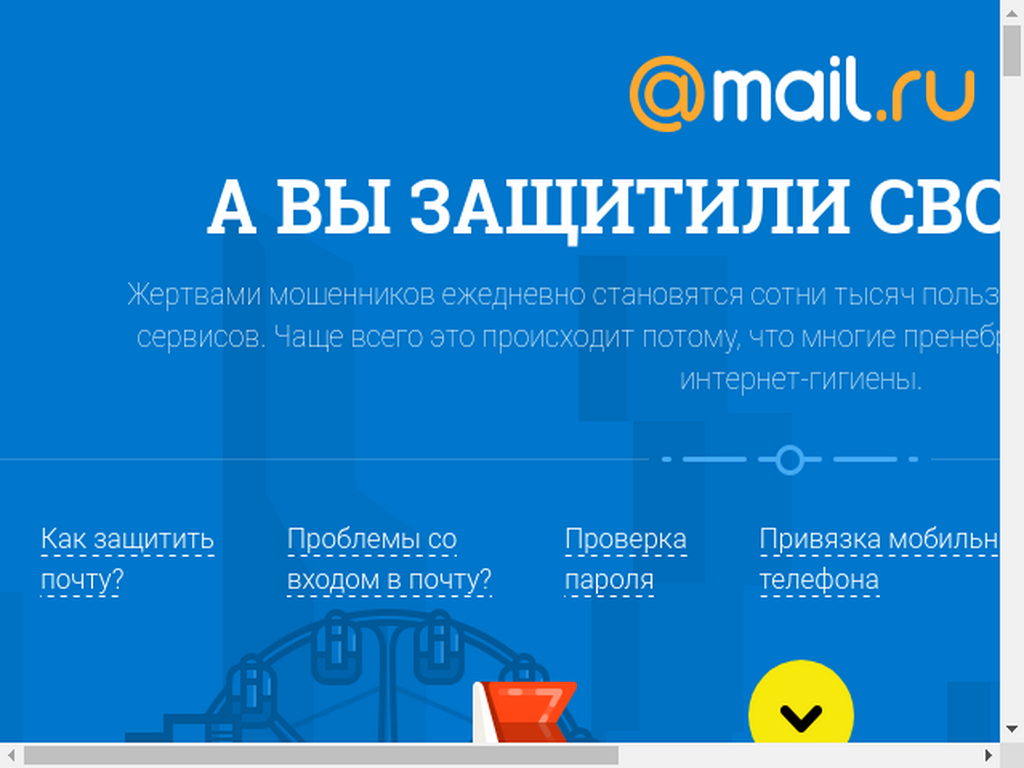 @mail.ru
А ВЫ ЗАЩИТИЛИ СВО
Жертвами мошенников ежедневно становятся сотни тысяч польз
сервисов. Чаще всего это происходит потому, что многие пренебр
интернет-гигиены.
Как защитить
почту?
Проблемы со
входом в почту?
Проверка
пароля
Привязка мобильн
телефона